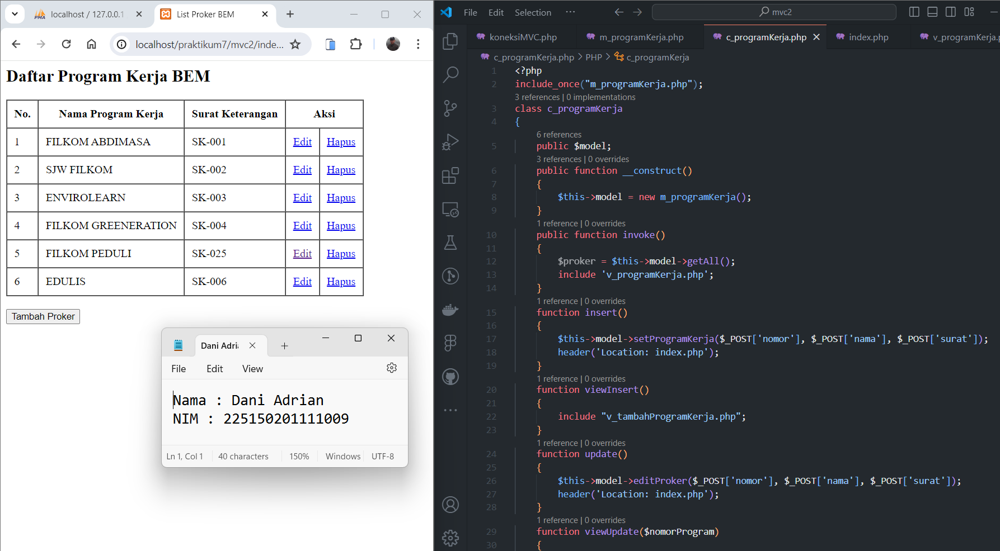 localhost / 127.0.0.1
List Proker BEM
localhost/praktikum7/mvc2/inde...
Daftar Program Kerja BEM
No. Nama Program Kerja Surat Keterangan Aksi
1 FILKOM ABDIMASA SK-001 Edit Hapus
2 SJW FILKOM SK-002 Edit Hapus
3 ENVIROLEARN SK-003 Edit Hapus
4 FILKOM GREENERATION SK-004 Edit Hapus
5 FILKOM PEDULI SK-025 Edit Hapus
6 EDULIS SK-006 Edit Hapus
Tambah Proker
Dani Adri
File Edit View
Nama : Dani Adrian
NIM : 225150201111009
Ln 1, Col 1 40 characters 150% Windows UTF-8
File Edit Selection ··· mvc2
koneksiMVC.php m_programKerja.php c_programKerja.php index.php v_programKerja.p
c_programKerja.php > PHP > c_programKerja
1 <?php
2 include_once("m_programKerja.php");
3 references | 0 implementations
3 class c_programKerja
4 {
6 references
5 public $model;
3 references | 0 overrides
6 public function __construct()
7 {
8 $this->model = new m_programKerja();
9 }
1 reference | 0 overrides
10 public function invoke()
11 {
12 $proker = $this->model->getAll();
13 include 'v_programKerja.php';
14 }
1 reference | 0 overrides
15 function insert()
16 {
17 $this->model->setProgramKerja($_POST['nomor'], $_POST['nama'], $_POST['surat']);
18 header('Location: index.php');
19 }
1 reference | 0 overrides
20 function viewInsert()
21 {
22 include "v_tambahProgramKerja.php";
23 }
1 reference | 0 overrides
24 function update()
25 {
26 $this->model->editProker($_POST['nomor'], $_POST['nama'], $_POST['surat']);
27 header('Location: index.php');
28 }
1 reference | 0 overrides
29 function viewUpdate($nomorProgram)
30 {